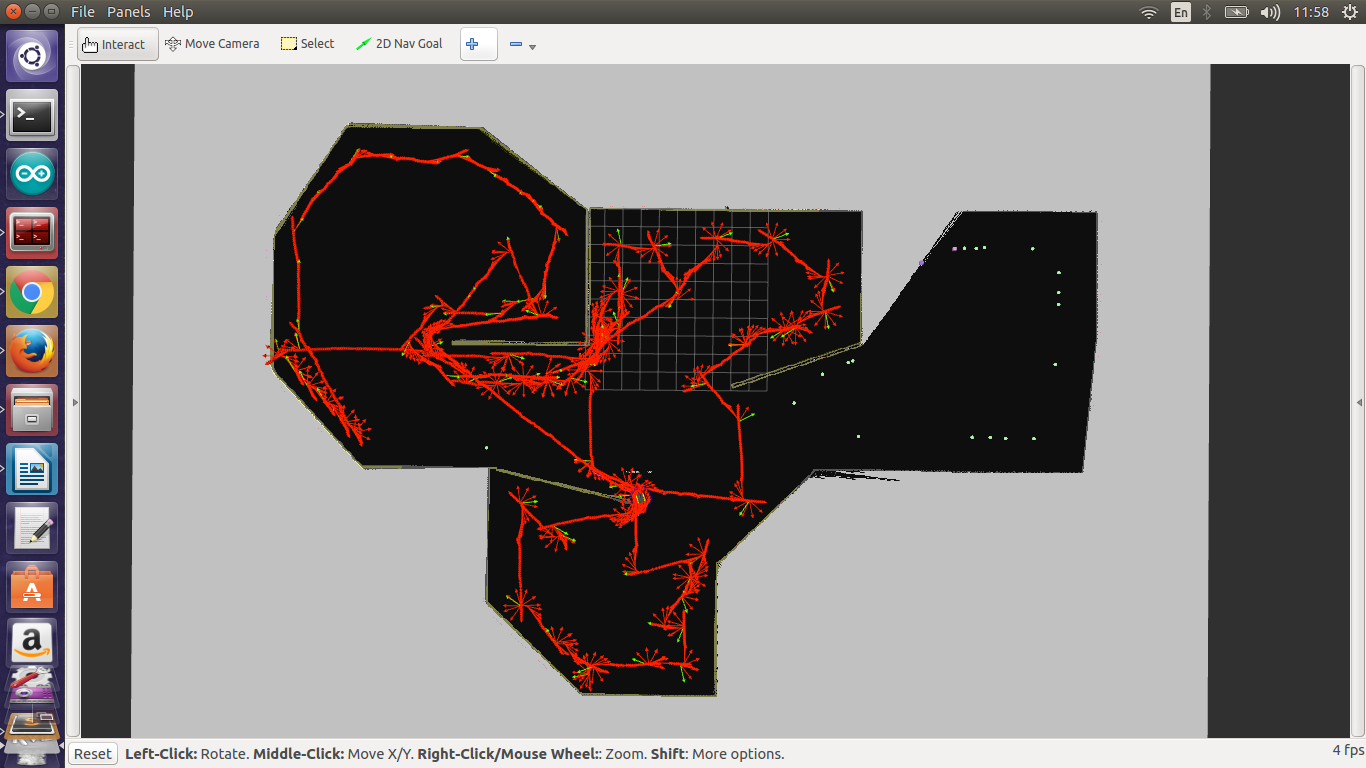 File Panels Help
En
11:58
Interact Move Camera Select 2D Nav Goal
Reset Left-Click: Rotate. Middle-Click: Move X/Y. Right-Click/Mouse Wheel:: Zoom. Shift: More options.
4 fps